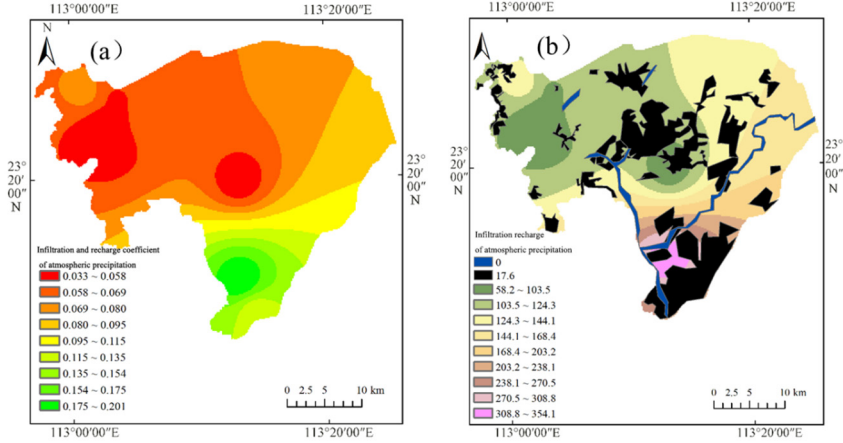 113°00'00"E
113°20'00"E
N
(a)
23°
20'
00"
N
23°
20'
00"
N
Infiltration and recharge coefficient
of atmospheric precipitation
0.033 ~ 0.058
0.058 ~ 0.069
0.069 ~ 0.080
0.080 ~ 0.095
0.095 ~ 0.115
0.115 ~ 0.135
0.135 ~ 0.154
0.154 ~ 0.175
0.175 ~ 0.201
0 2.5 5 10 km
113°00'00"E
113°20'00"E
113°00'00"E
113°20'00"E
N
(b)
23°
20'
00"
N
23°
20'
00"
N
Infiltration recharge
of atmospheric precipitation
0
17.6
58.2 ~ 103.5
103.5 ~ 124.3
124.3 ~ 144.1
144.1 ~ 168.4
168.4 ~ 203.2
203.2 ~ 238.1
238.1 ~ 270.5
270.5 ~ 308.8
308.8 ~ 354.1
0 2.5 5 10 km
113°00'00"E
113°20'00"E